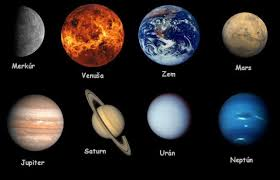 Merkúr
Venuša
Zem
Mars
Jupiter
Saturn
Urán
Neptún